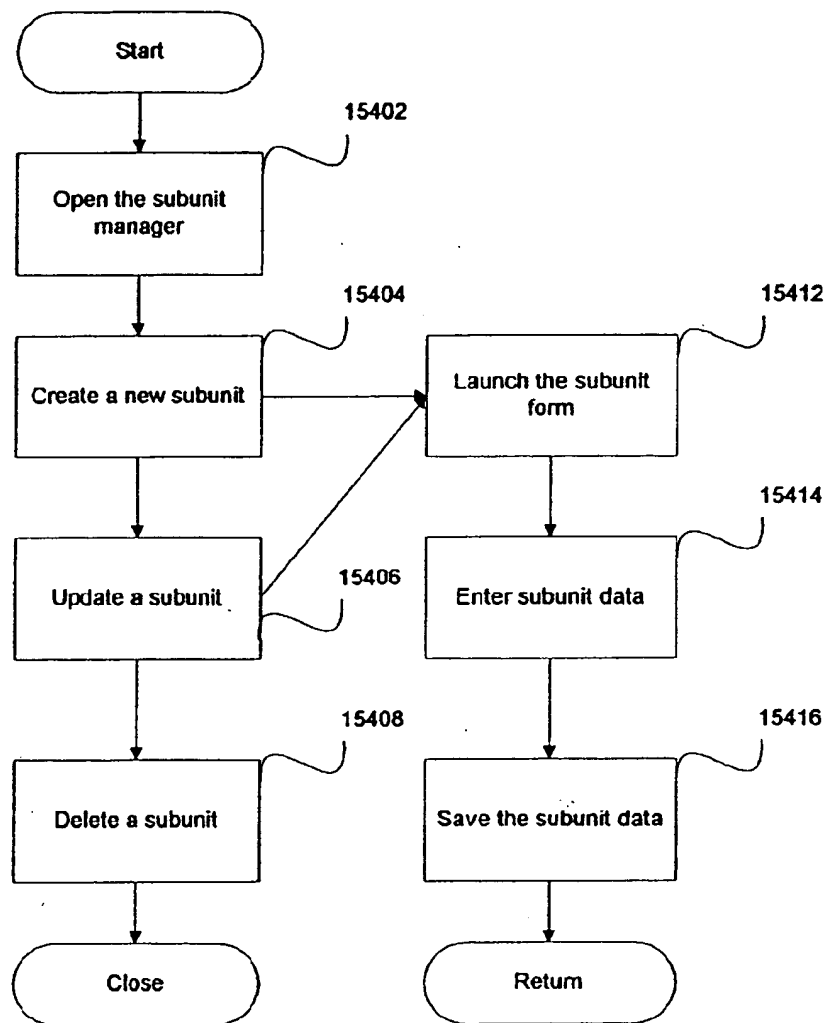 Start
15402
Open the subunit
manager
15404
Create a new subunit
15406
Update a subunit
15408
Delete a subunit
Close
15412
Launch the subunit
form
15414
Enter subunit data
15416
Save the subunit data
Return